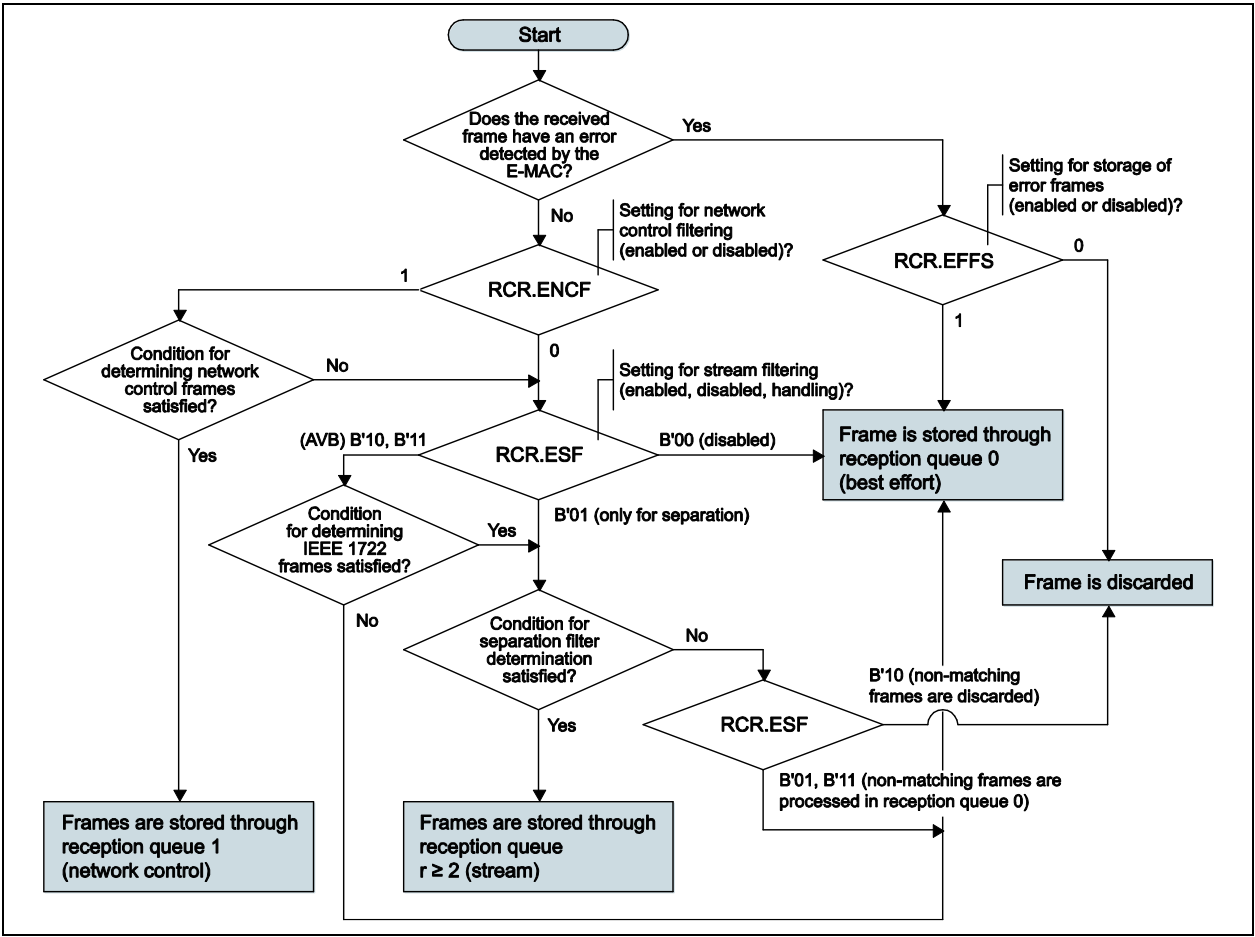 Start
Does the received
frame have an error
detected by the
E-MAC?
Yes
No
Setting for network
control filtering
(enabled or disabled)?
Setting for storage of
error frames
(enabled or disabled)?
RCR.EFFS
0
1
RCR.ENCF
1
0
Condition for
determining network
control frames
satisfied?
No
Yes
Setting for stream filtering
(enabled, disabled, handling)?
(AVB) B'10, B'11
RCR.ESF
B'00 (disabled)
B'01 (only for separation)
Frame is stored through
reception queue 0
(best effort)
Condition
for determining
IEEE 1722
frames satisfied?
Yes
No
Frame is discarded
Condition for
separation filter
determination
satisfied?
No
Yes
RCR.ESF
B'10 (non-matching
frames are discarded)
B'01, B'11 (non-matching frames are
processed in reception queue 0)
Frames are stored through
reception queue 1
(network control)
Frames are stored through
reception queue
r ≥ 2 (stream)